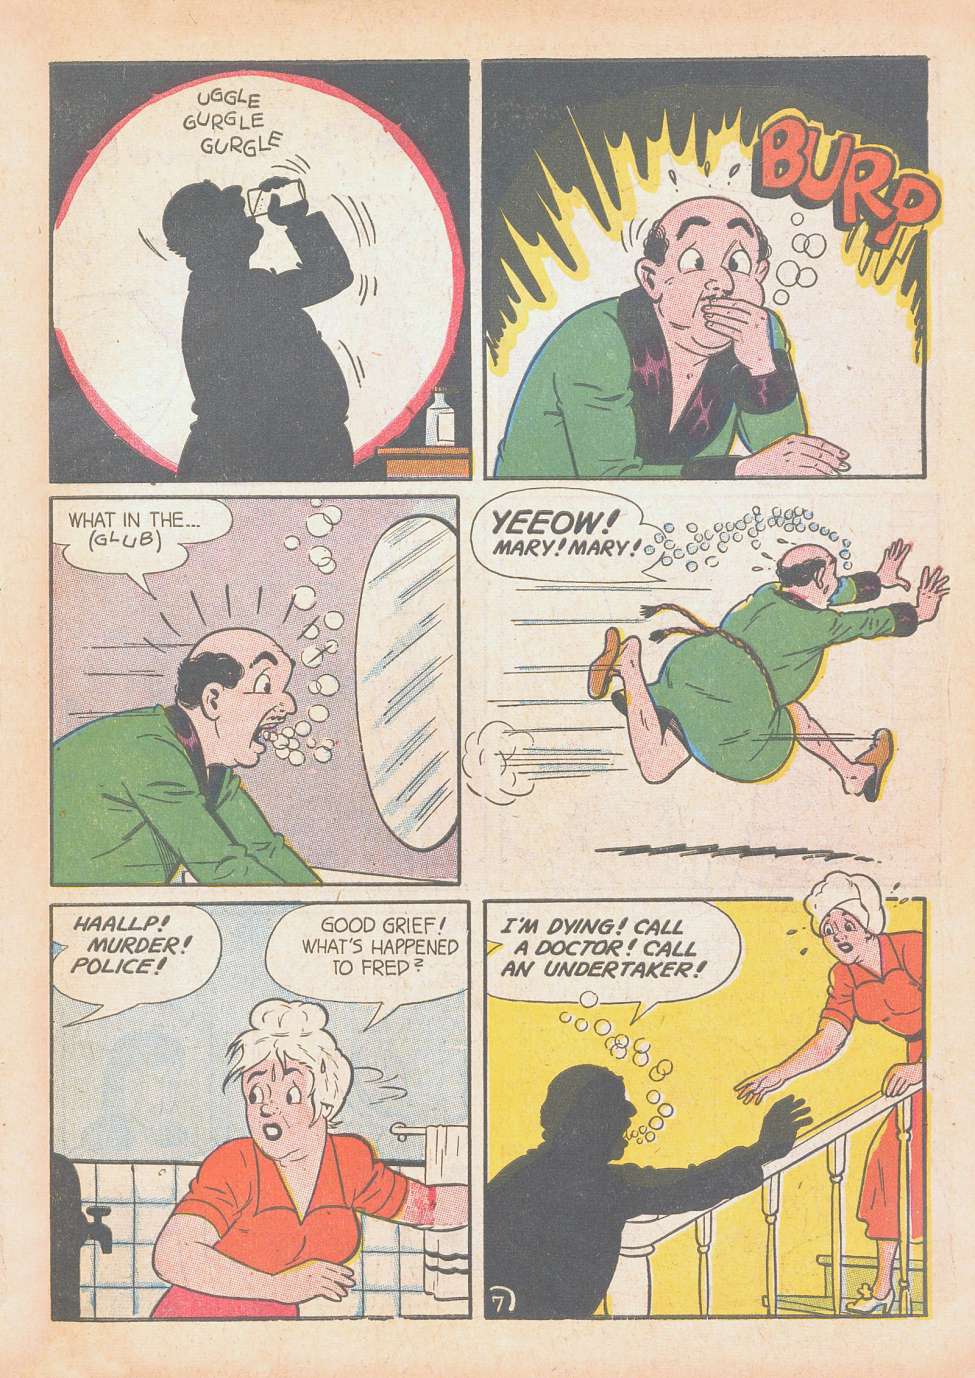 UGGLE
GURGLE
GURGLE
BURP
WHAT IN THE...
(GLUB)
YEEOW!
MARY! MARY!
HAALLP!
MURDER!
POLICE!
GOOD GRIEF!
WHAT'S HAPPENED
TO FRED?
I'M DYING! CALL
A DOCTOR! CALL
AN UNDERTAKER!
7